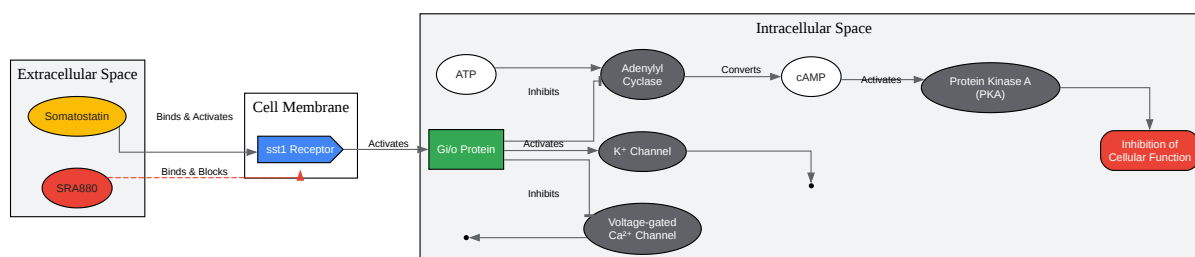 Intracellular Space
Extracellular Space
Cell Membrane
ATP
Adenylyl
Cyclase
Converts
cAMP
Activates
Protein Kinase A
(PKA)
Inhibits
Somatostatin
Binds & Activates
sst1 Receptor
Activates
Gi/o Protein
Activates
K⁺ Channel
Inhibition of
Cellular Function
SRA880
Binds & Blocks
Inhibits
Voltage-gated
Ca²⁺ Channel